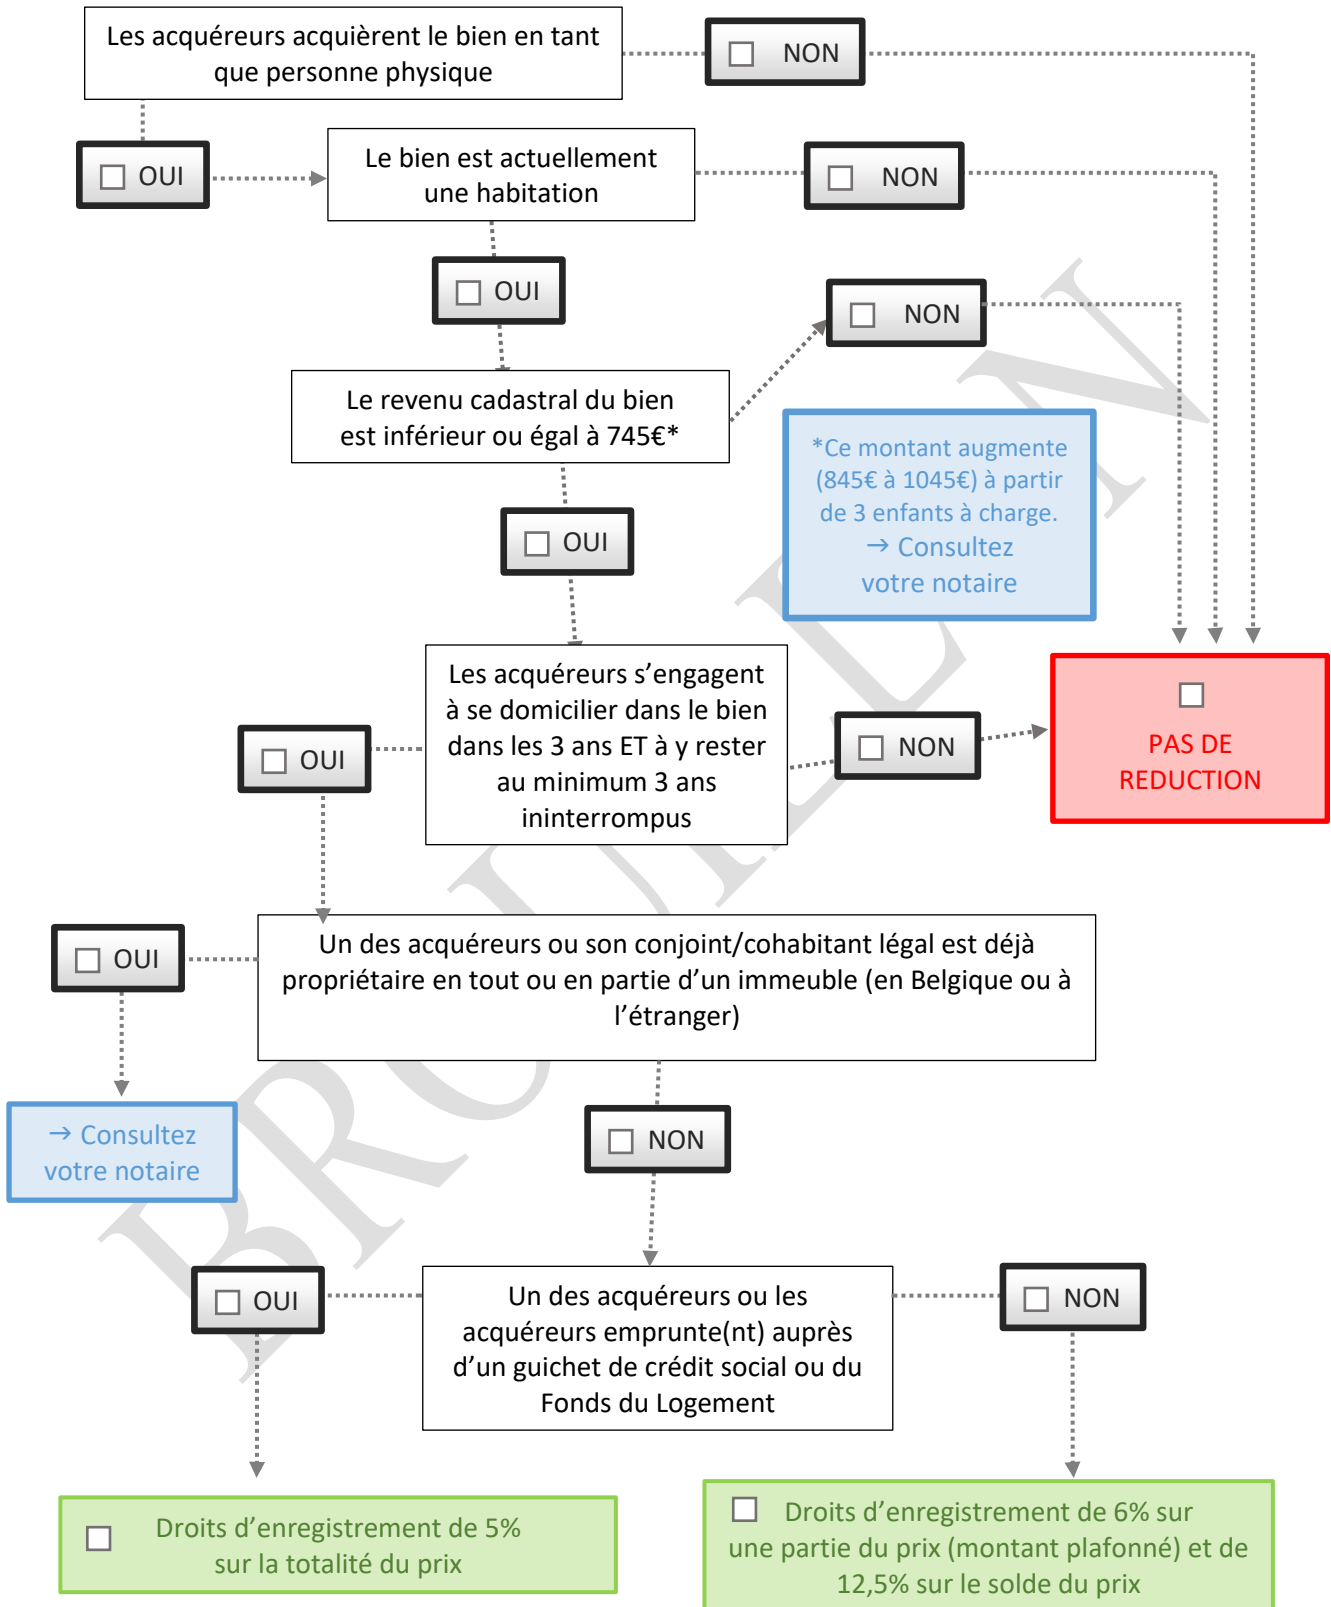 Les acquéreurs acquièrent le bien en tant
que personne physique
☐ NON
☐ OUI
Le bien est actuellement
une habitation
☐ NON
☐ OUI
☐ NON
Le revenu cadastral du bien
est inférieur ou égal à 745€*
*Ce montant augmente
(845€ à 1045€) à partir
de 3 enfants à charge.
→ Consultez
votre notaire
☐ OUI
Les acquéreurs s’engagent
à se domicilier dans le bien
dans les 3 ans ET à y rester
au minimum 3 ans
ininterrompus
☐ OUI
☐ NON
☐
PAS DE
REDUCTION
Un des acquéreurs ou son conjoint/cohabitant légal est déjà
propriétaire en tout ou en partie d’un immeuble (en Belgique ou à
l’étranger)
☐ OUI
→ Consultez
votre notaire
☐ NON
Un des acquéreurs ou les
acquéreurs emprunte(nt) auprès
d’un guichet de crédit social ou du
Fonds du Logement
☐ OUI
☐ NON
☐ Droits d’enregistrement de 5%
sur la totalité du prix
☐ Droits d’enregistrement de 6% sur
une partie du prix (montant plafonné) et de
12,5% sur le solde du prix
BROUILLON